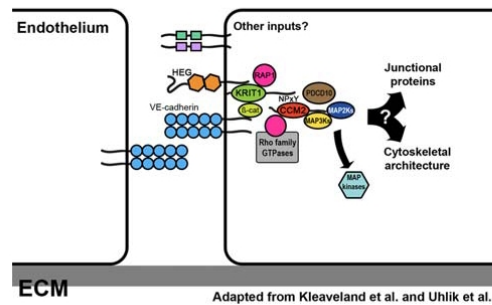 Endothelium
Other inputs?
HEG
RAP1
KRIT1
PDCD10
VE-cadherin
β-cat
NPxY
CCM2
MAP2Ks
MAP3Ks
Rho family
GTPases
?
Junctional
proteins
Cytoskeletal
architecture
MAP
kinases
ECM
Adapted from Kleaveland et al. and Uhlik et al.